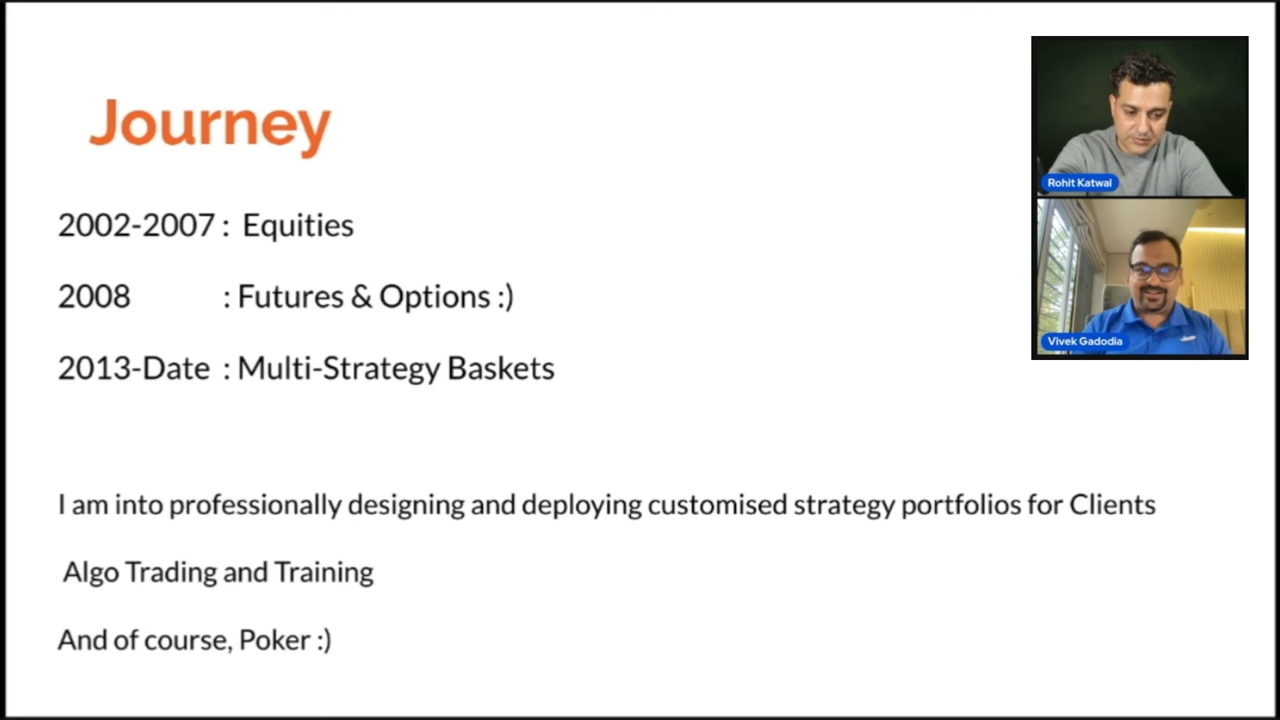 Journey
2002-2007 : Equities
2008 : Futures & Options :)
2013-Date : Multi-Strategy Baskets
I am into professionally designing and deploying customised strategy portfolios for Clients
Algo Trading and Training
And of course, Poker :)
Rohit Katwal
Vivek Gadodia